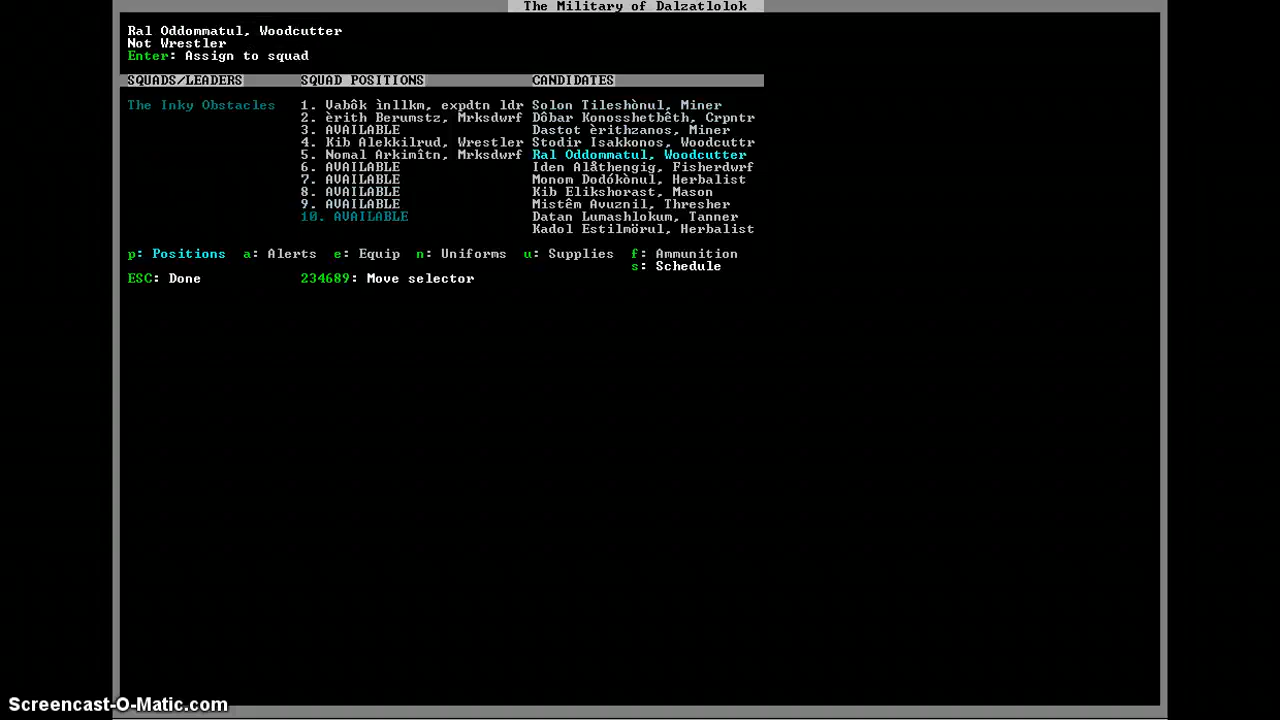 The Military of Dalzatlolok
Ral Oddommatul, Woodcutter
Not Wrestler
Enter: Assign to squad
SQUADS/LEADERS SQUAD POSITIONS CANDIDATES
The Inky Obstacles 1. Vabôk ìnllkm, expdtn ldr Solon Tileshònul, Miner
2. èrith Berumstz, Mrksdwrf Dôbar Konosshetbêth, Crpntr
3. AVAILABLE Dastot èrithzanos, Miner
4. Kib Alekkilrud, Wrestler Stodir Isakkonos, Woodcuttr
5. Nomal Arkimîtn, Mrksdwrf Ral Oddommatul, Woodcutter
6. AVAILABLE Iden Alåthengig, Fisherdwrf
7. AVAILABLE Monom Dodókònul, Herbalist
8. AVAILABLE Kib Elikshorast, Mason
9. AVAILABLE Mistêm Avuznil, Thresher
10. AVAILABLE Datan Lumashlokum, Tanner
Kadol Estilmörul, Herbalist
p: Positions a: Alerts e: Equip n: Uniforms u: Supplies f: Ammunition
s: Schedule
ESC: Done 234689: Move selector
Screencast-O-Matic.com